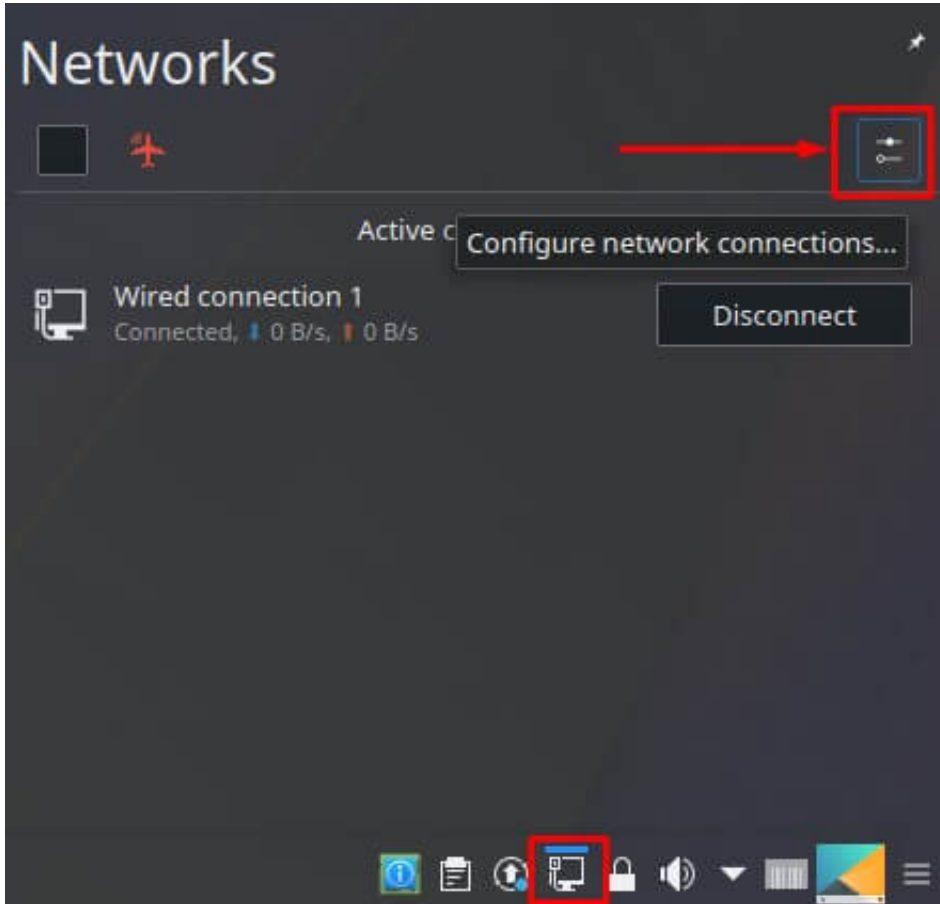 Networks
Active c
Configure network connections...
Wired connection 1
Connected, 0 B/s, 0 B/s
Disconnect